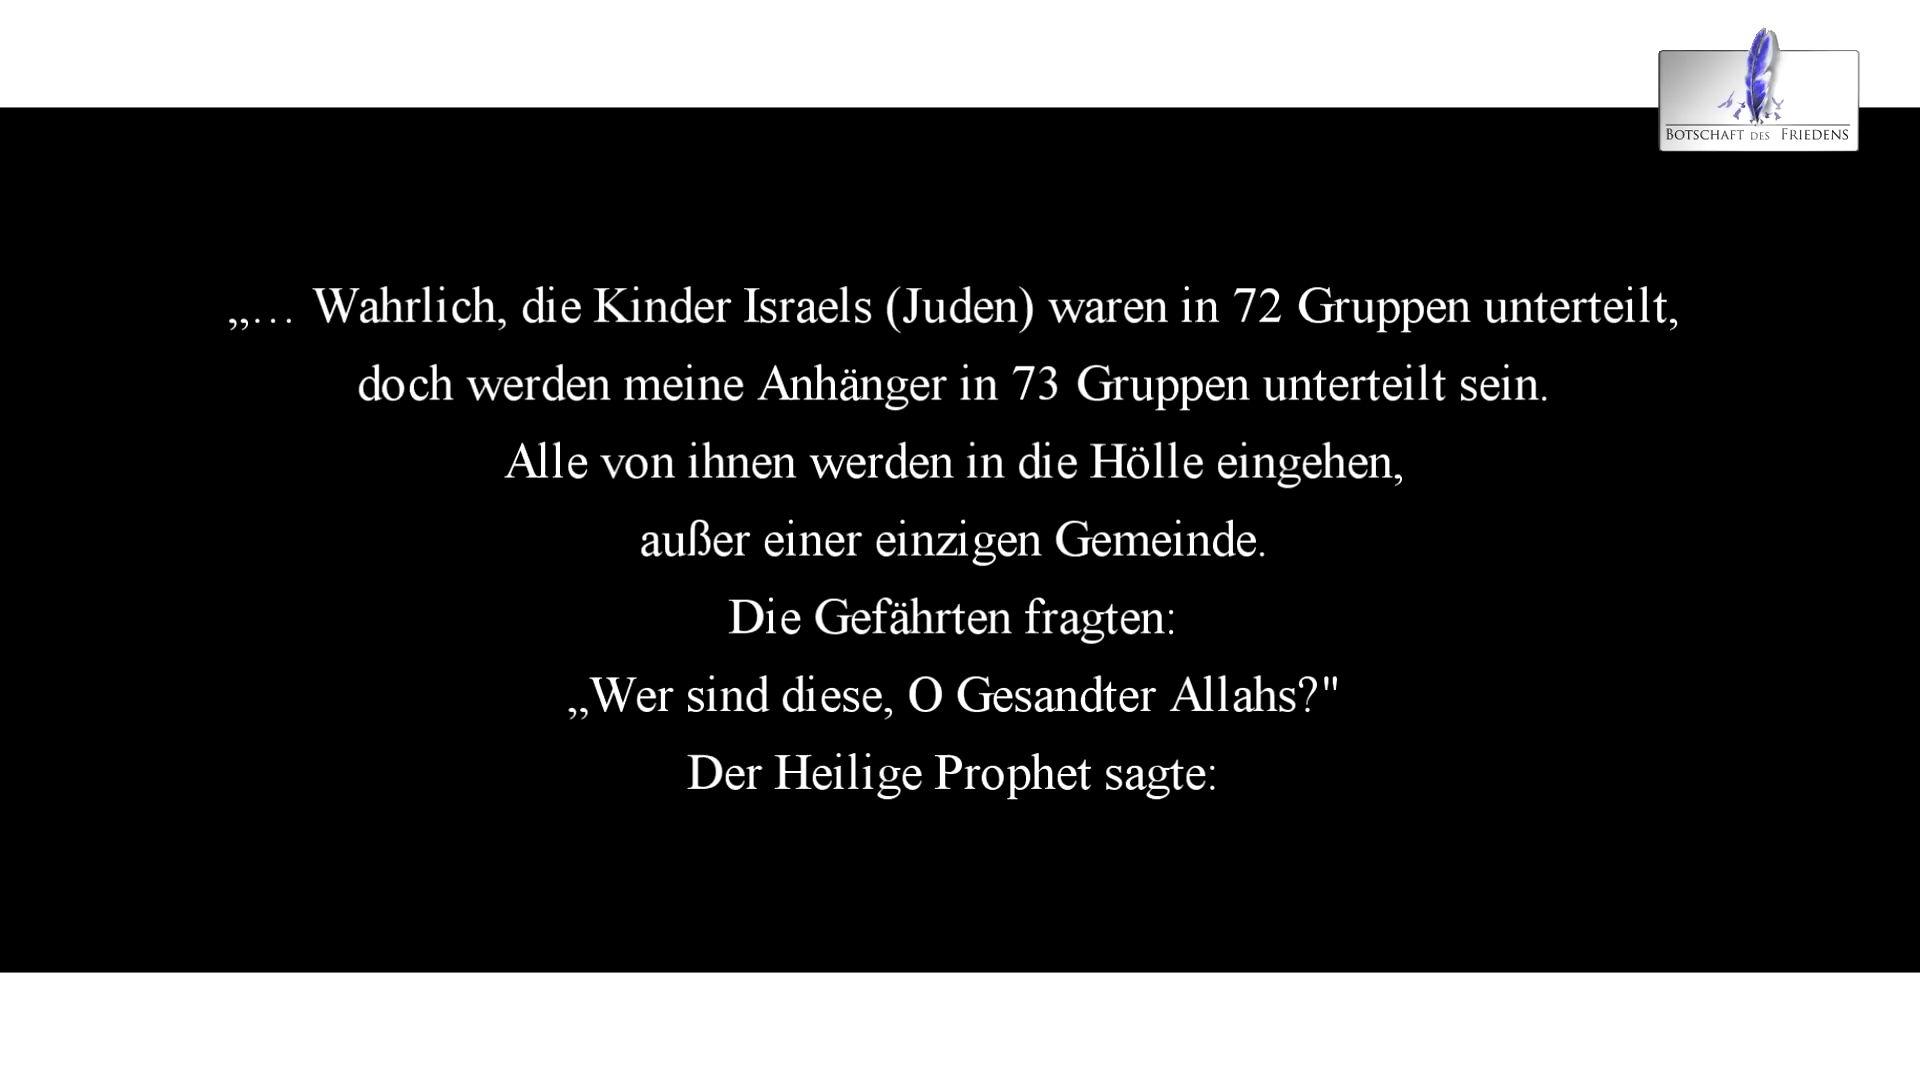 BOTSCHAFT DES FRIEDENS
„… Wahrlich, die Kinder Israels (Juden) waren in 72 Gruppen unterteilt,
doch werden meine Anhänger in 73 Gruppen unterteilt sein.
Alle von ihnen werden in die Hölle eingehen,
außer einer einzigen Gemeinde.
Die Gefährten fragten:
„Wer sind diese, O Gesandter Allahs?"
Der Heilige Prophet sagte: